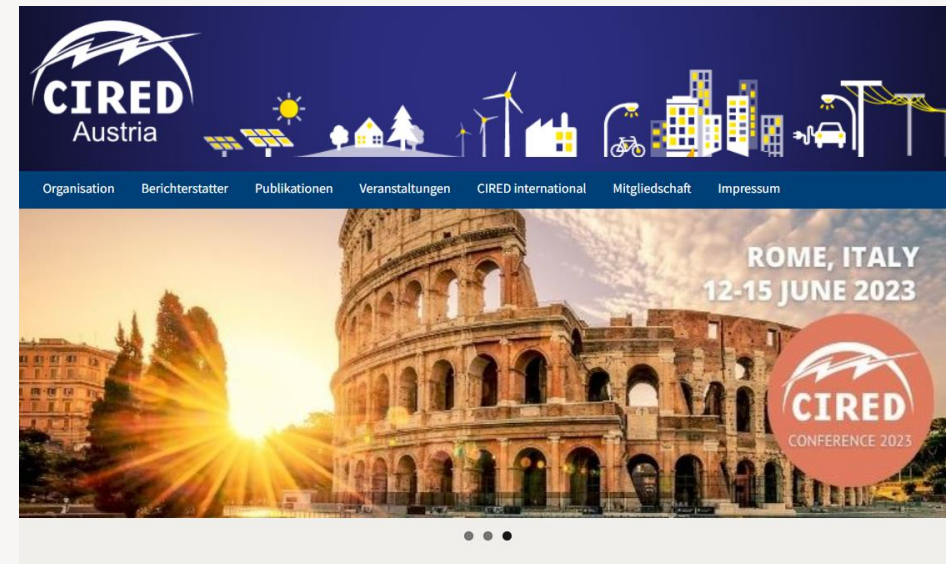 CIRED
Austria
Organisation Berichterstatter Publikationen Veranstaltungen CIRED international Mitgliedschaft Impressum
ROME, ITALY
12-15 JUNE 2023
CIRED
CONFERENCE 2023